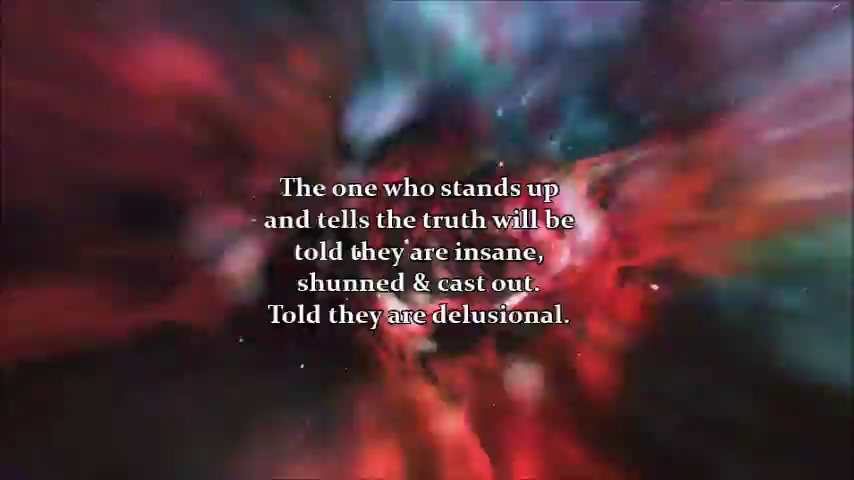 The one who stands up
and tells the truth will be
told they are insane,
shunned & cast out.
Told they are delusional.